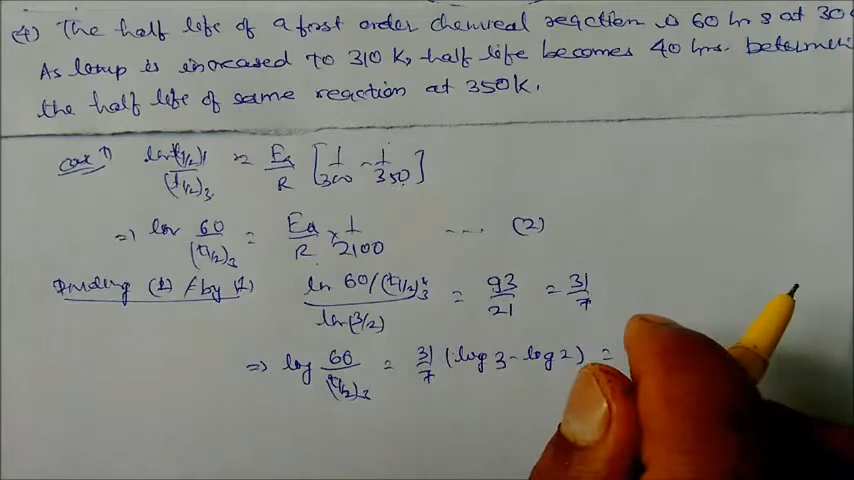 (4) The half life of a first order chemical reaction is 60 hrs at 30
As temp is increased to 310 K, half life becomes 40 hrs. Determin
the half life of same reaction at 350K.
ln (t1/2)1/(t1/2)3 = Ea/R [1/300 - 1/350]
=> ln 60/(t1/2)3 = Ea/R × 1/2100 .... (2)
Dividing (2) by (1) ln 60/(t1/2)3 / ln(3/2) = 93/21 = 31/7
=> log 60/(t1/2)3 = 31/7 (log 3 - log 2) =